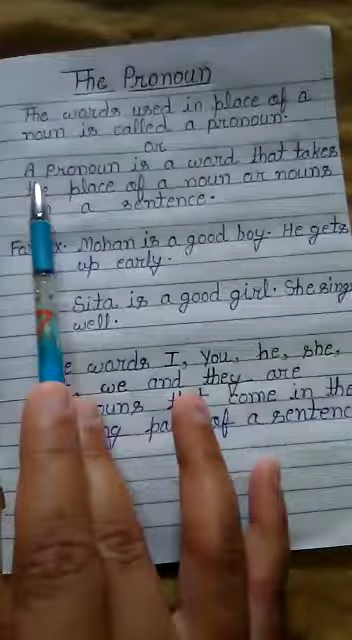 The Pronoun
The words used in place of a
noun is called a pronoun.
or
A pronoun is a word that takes
the place of a noun or nouns
a sentence.
Mohan is a good boy. He gets
up early.
Sita is a good girl. She sings
well.
words I, you, he, she,
we and they are
come in the
of a sentence